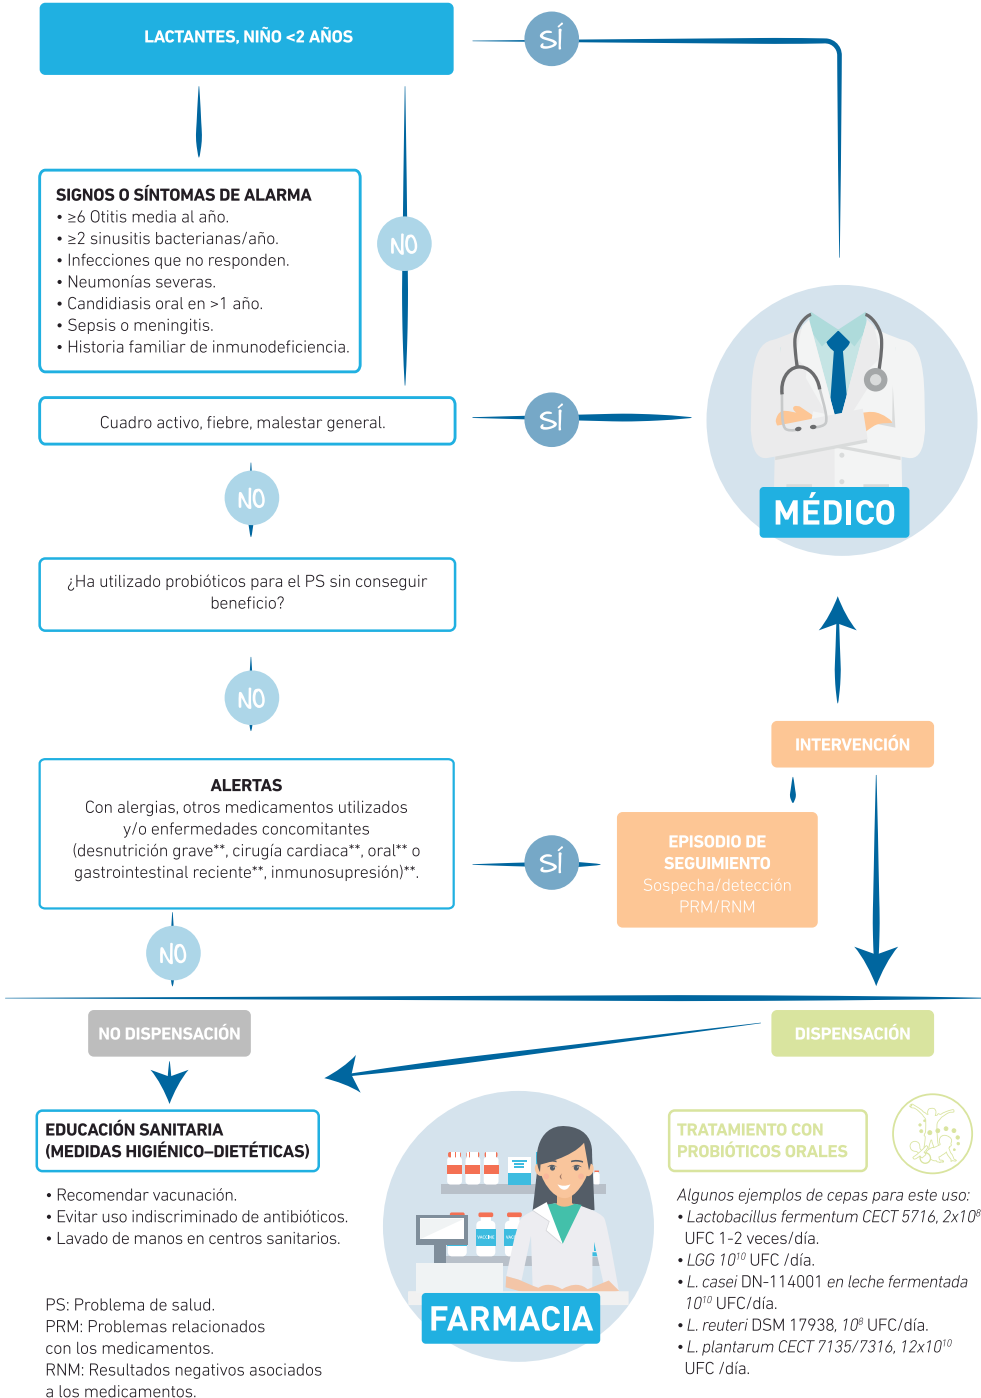 LACTANTES, NIÑO <2 AÑOS
SÍ
SIGNOS O SÍNTOMAS DE ALARMA
• ≥6 Otitis media al año.
• ≥2 sinusitis bacterianas/año.
• Infecciones que no responden.
• Neumonías severas.
• Candidiasis oral en >1 año.
• Sepsis o meningitis.
• Historia familiar de inmunodeficiencia.
NO
Cuadro activo, fiebre, malestar general.
SÍ
MÉDICO
NO
¿Ha utilizado probióticos para el PS sin conseguir
beneficio?
NO
INTERVENCIÓN
ALERTAS
Con alergias, otros medicamentos utilizados
y/o enfermedades concomitantes
(desnutrición grave**, cirugía cardiaca**, oral** o
gastrointestinal reciente**, inmunosupresión)**.
SÍ
EPISODIO DE
SEGUIMIENTO
Sospecha/detección
PRM/RNM
NO
NO DISPENSACIÓN
DISPENSACIÓN
EDUCACIÓN SANITARIA
(MEDIDAS HIGIÉNICO–DIETÉTICAS)
• Recomendar vacunación.
• Evitar uso indiscriminado de antibióticos.
• Lavado de manos en centros sanitarios.
PS: Problema de salud.
PRM: Problemas relacionados
con los medicamentos.
RNM: Resultados negativos asociados
a los medicamentos.
VACCINE
VACCINE
FARMACIA
TRATAMIENTO CON
PROBIÓTICOS ORALES
Algunos ejemplos de cepas para este uso:
• Lactobacillus fermentum CECT 5716, 2x10⁸
UFC 1-2 veces/día.
• LGG 10¹⁰ UFC /día.
• L. casei DN-114001 en leche fermentada
10¹⁰ UFC/día.
• L. reuteri DSM 17938, 10⁸ UFC/día.
• L. plantarum CECT 7135/7316, 12x10¹⁰
UFC /día.